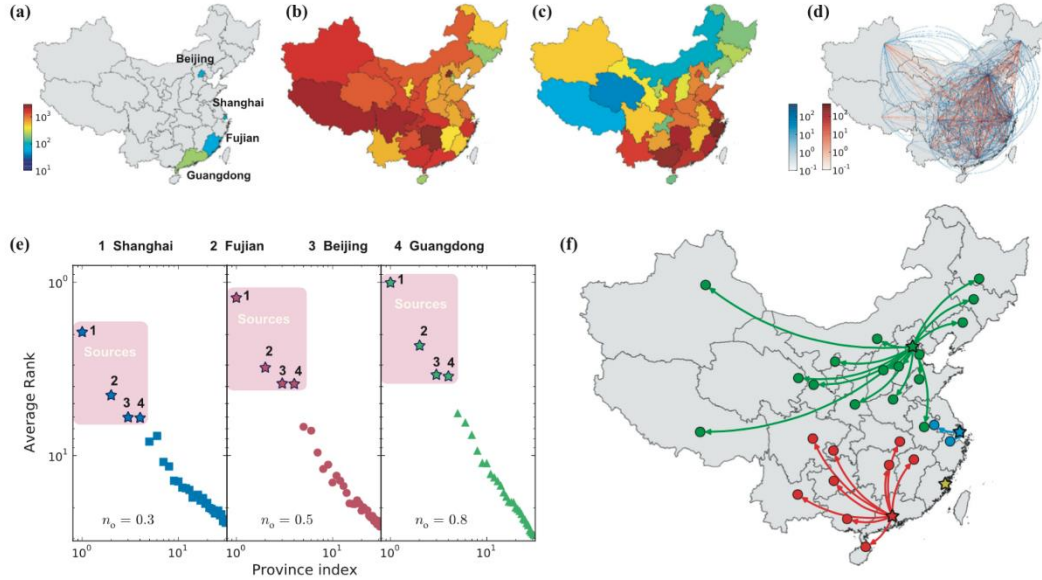 (a)
Beijing
Shanghai
Fujian
Guangdong
10³
10²
10¹
(b)
(c)
(d)
10²
10¹
10⁰
10⁻¹
10²
10¹
10⁰
10⁻¹
(e)
1 Shanghai 2 Fujian 3 Beijing 4 Guangdong
Average Rank
10⁰
10¹
1
Sources
2
3 4
nₒ = 0.3
1
Sources
2
3 4
nₒ = 0.5
1
Sources
2
3 4
nₒ = 0.8
10⁰ 10¹ 10⁰ 10¹ 10⁰ 10¹
Province index
(f)